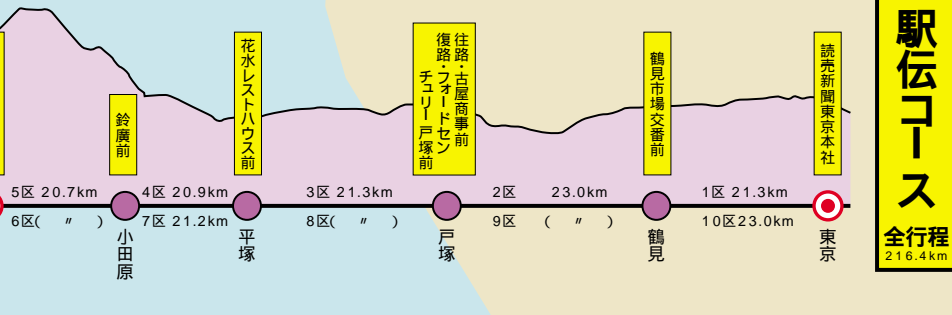 駅伝コース
全行程
216.4km
読売新聞東京本社
鶴見市場交番前
往路・古屋商事前
復路・フォードセン
チュリー戸塚前
花水レストハウス前
鈴廣前
5区 20.7km
4区 20.9km
3区 21.3km
2区 23.0km
1区 21.3km
6区( 〃 )
7区 21.2km
8区( 〃 )
9区 ( 〃 )
10区23.0km
東京
鶴見
戸塚
平塚
小田原